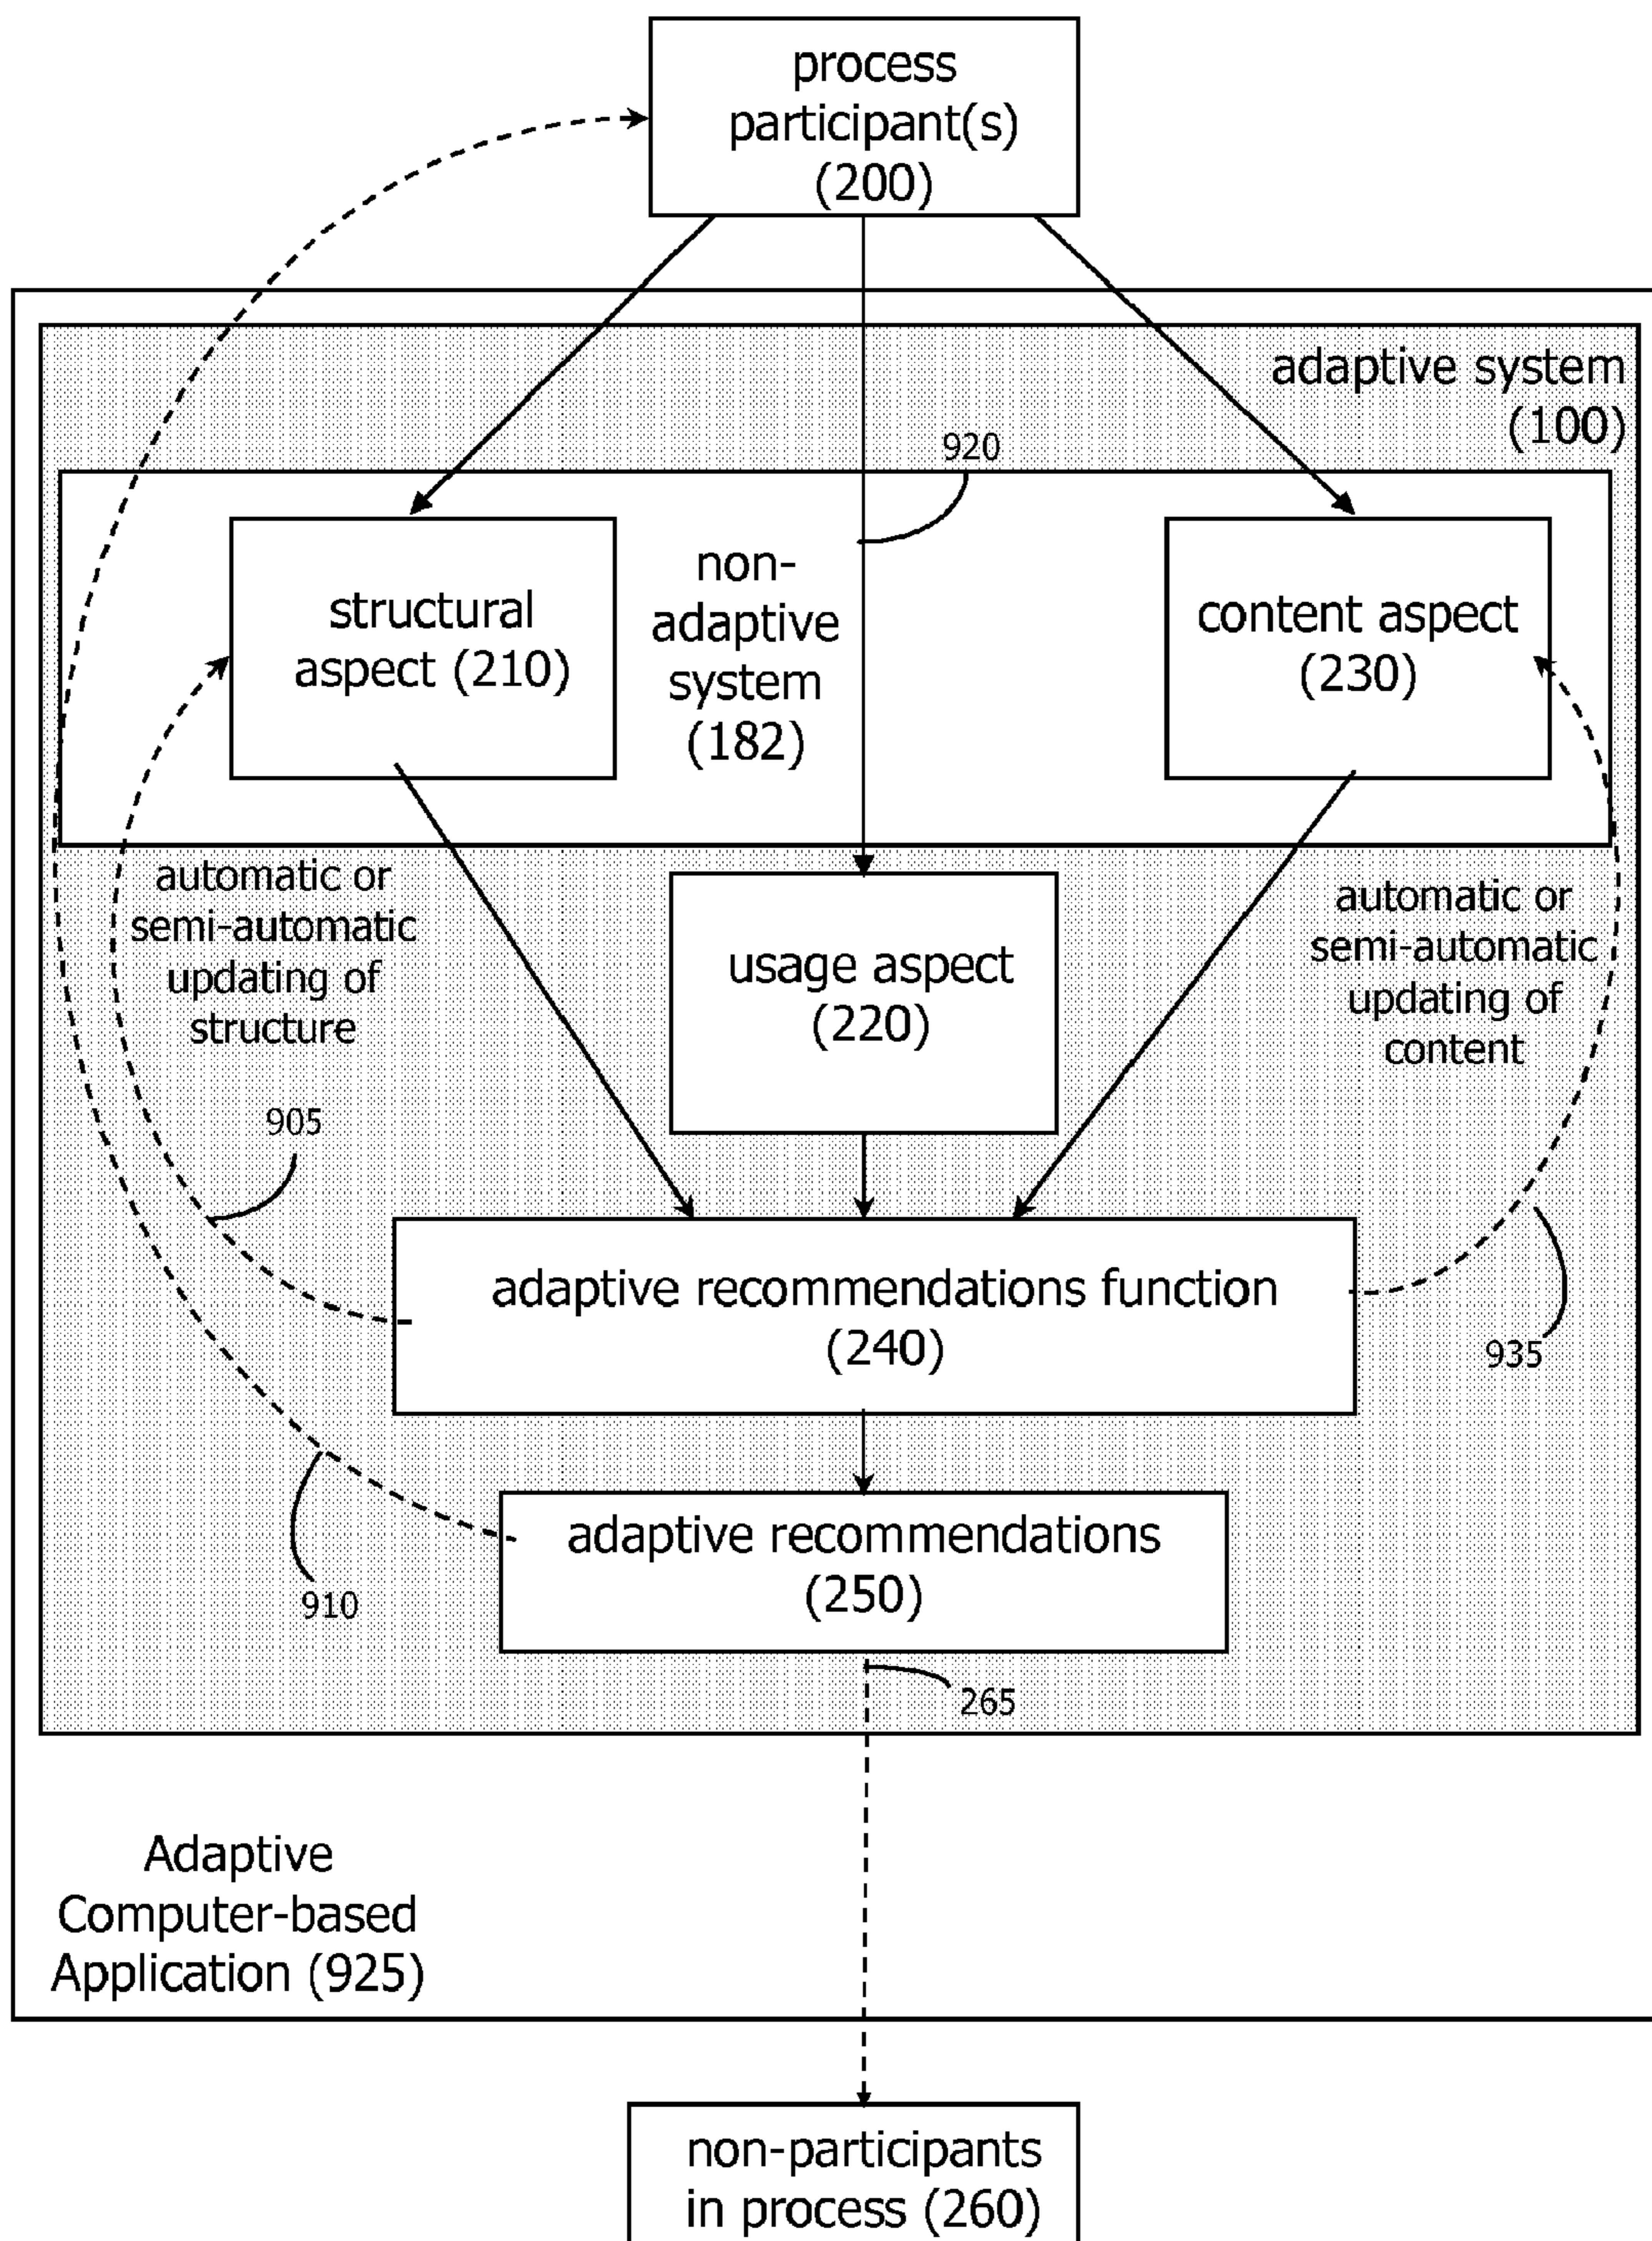 process
participant(s)
(200)
adaptive system
(100)
920
structural
aspect (210)
non-
adaptive
system
(182)
content aspect
(230)
automatic or
semi-automatic
updating of
structure
usage aspect
(220)
automatic or
semi-automatic
updating of
content
905
adaptive recommendations function
(240)
935
adaptive recommendations
(250)
910
265
Adaptive
Computer-based
Application (925)
non-participants
in process (260)